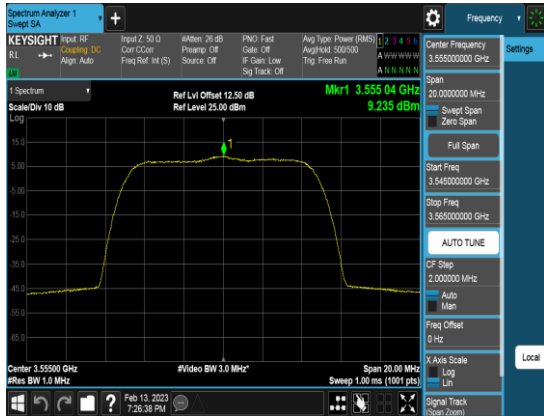 Spectrum Analyzer 1
Swept SA
Frequency
KEYSIGHT
RL
Input: RF
Coupling: DC
Align: Auto
Input Z: 50 Ω
Corr CCorr
Freq Ref: Int (S)
#Atten: 26 dB
Preamp: Off
Source: Off
PNO: Fast
Gate: Off
IF Gain: Low
Sig Track: Off
Avg Type: Power (RMS)
Avg|Hold: 500/500
Trig: Free Run
1 2 3 4 5 6
A W W W W W
A N N N N N
1 Spectrum
Scale/Div 10 dB
Log
Ref Lvl Offset 12.50 dB
Ref Level 25.00 dBm
Mkr1 3.555 04 GHz
9.235 dBm
1
15.0
5.00
-5.00
-15.0
-25.0
-35.0
-45.0
-55.0
-65.0
Center 3.55500 GHz
#Res BW 1.0 MHz
#Video BW 3.0 MHz*
Span 20.00 MHz
Sweep 1.00 ms (1001 pts)
Feb 13, 2023
7:26:38 PM
Center Frequency
3.555000000 GHz
Settings
Span
20.0000000 MHz
Swept Span
Zero Span
Full Span
Start Freq
3.545000000 GHz
Stop Freq
3.565000000 GHz
AUTO TUNE
CF Step
2.000000 MHz
Auto
Man
Freq Offset
0 Hz
X Axis Scale
Log
Lin
Local
Signal Track
(Span Zoom)